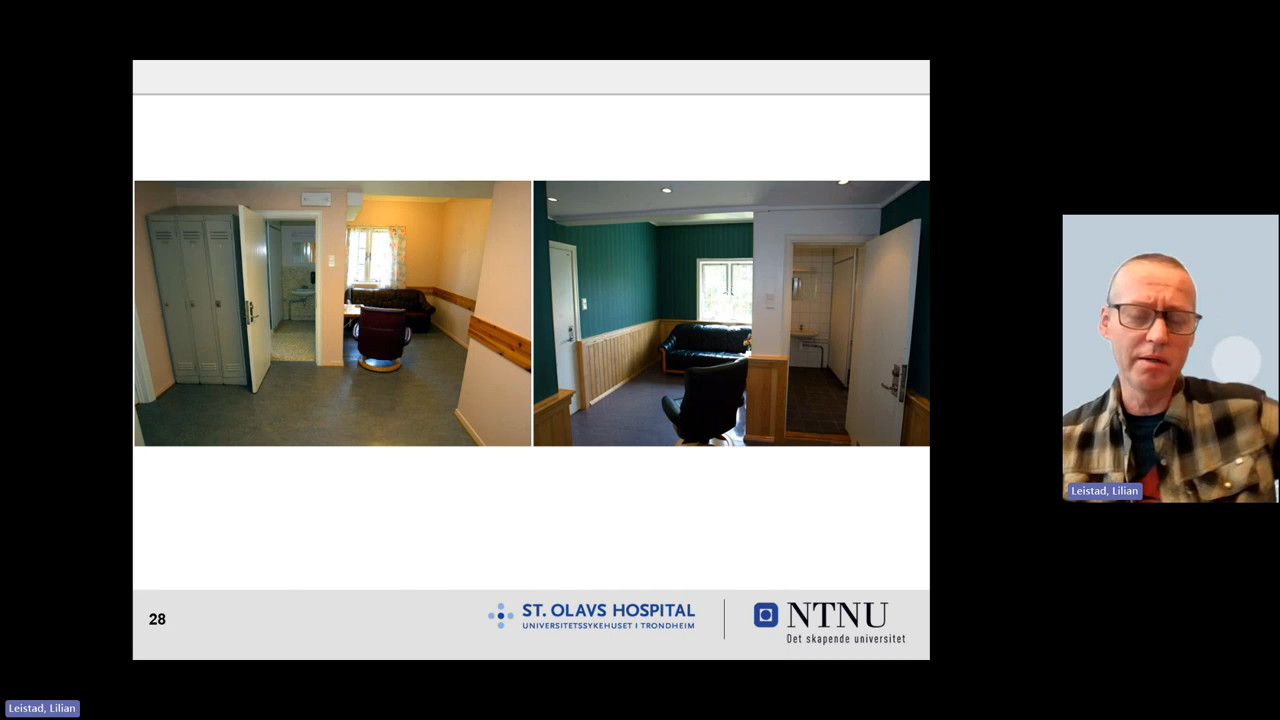 28
ST. OLAVS HOSPITAL
UNIVERSITETSSYKEHUSET I TRONDHEIM
NTNU
Det skapende universitet
Leistad, Lilian
Leistad, Lilian